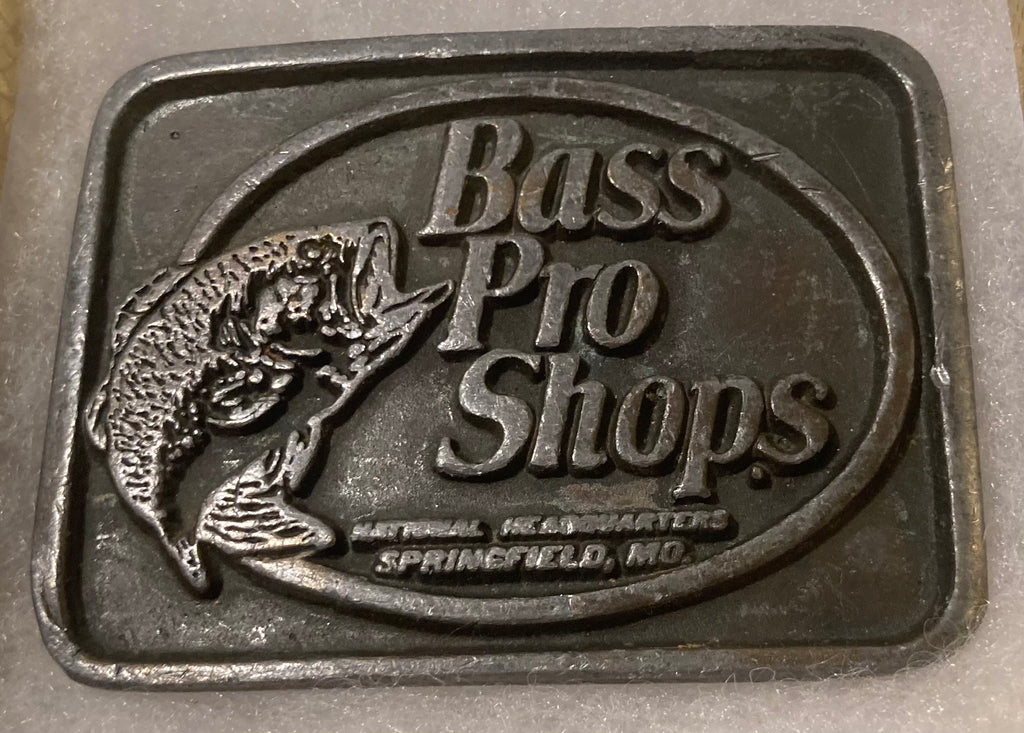 Bass
Pro
Shops
NATIONAL HEADQUARTERS
SPRINGFIELD, MO.